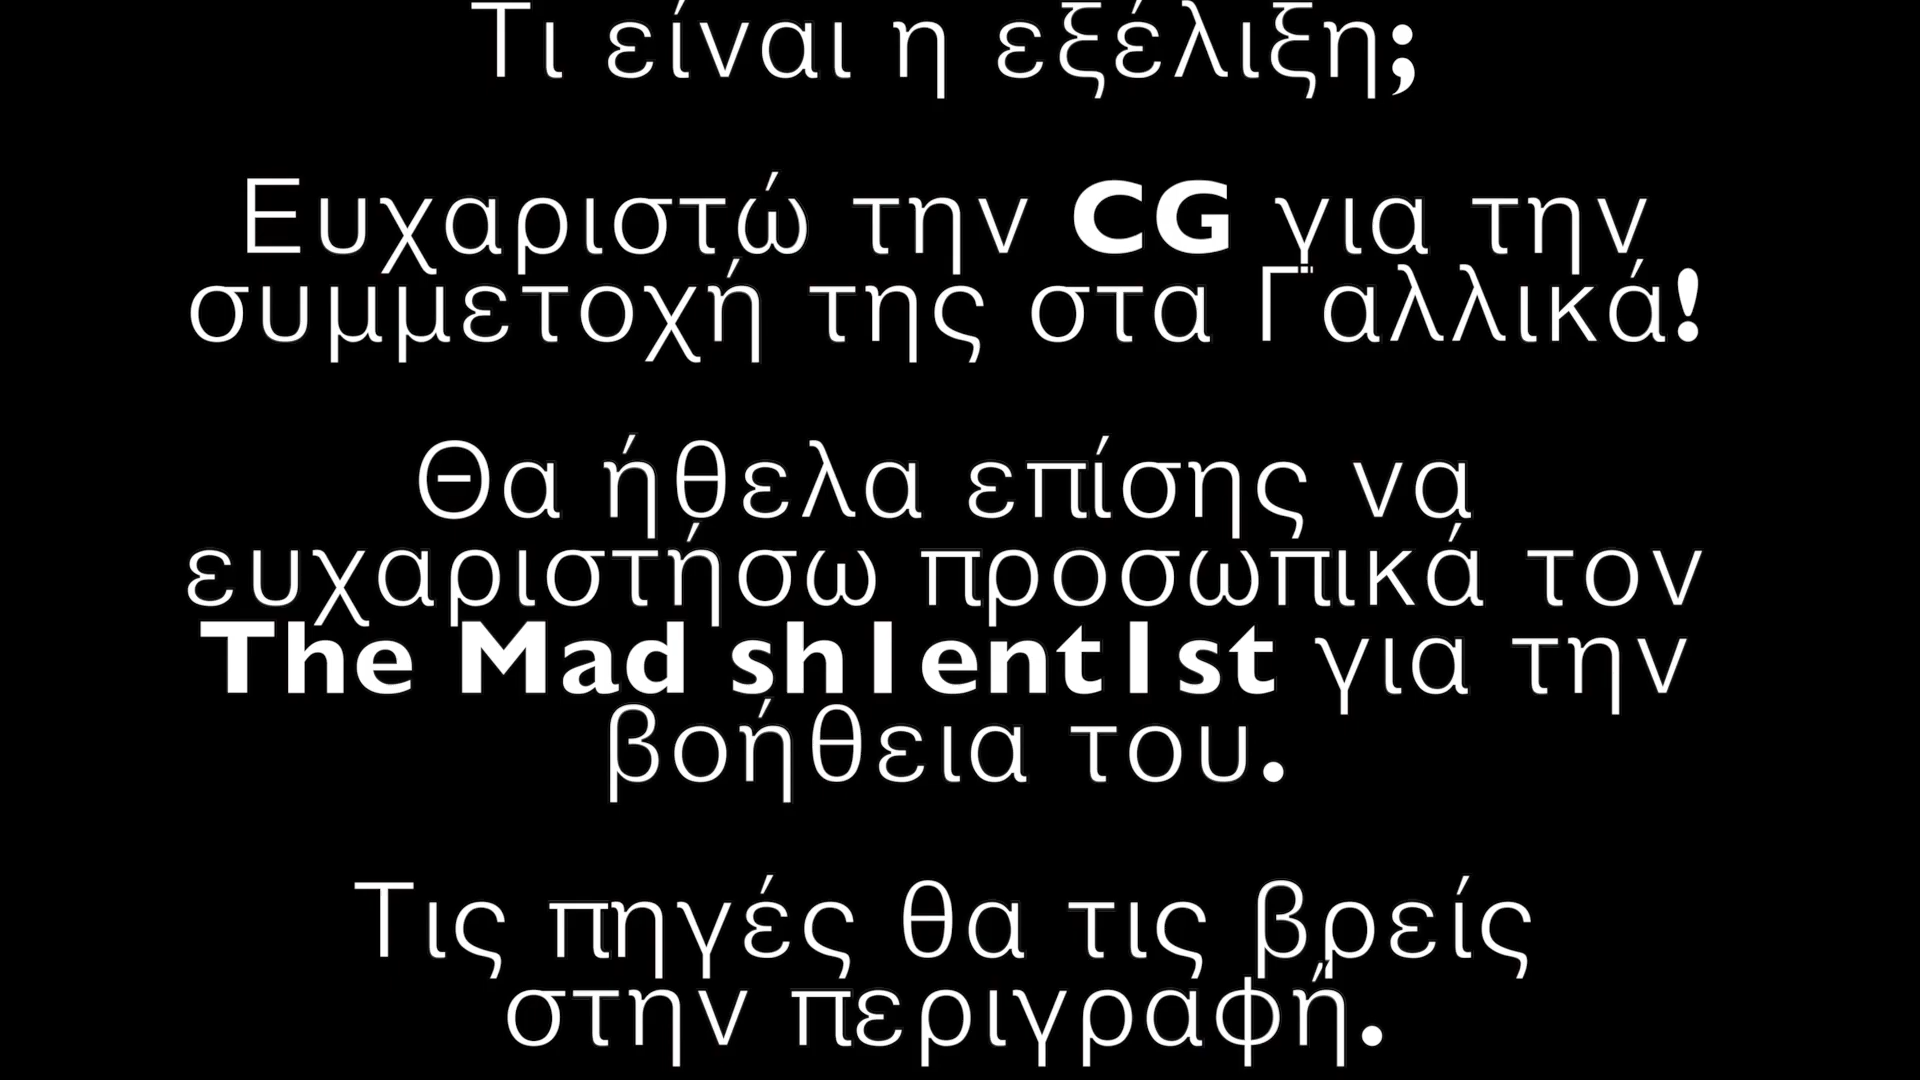 Τι είναι η εξέλιξη;
Ευχαριστώ την CG για την
συμμετοχή της στα Γαλλικά!
Θα ήθελα επίσης να
ευχαριστήσω προσωπικά τον
The Mad sh1ent1st για την
βοήθεια του.
Τις πηγές θα τις βρείς
στην περιγραφή.